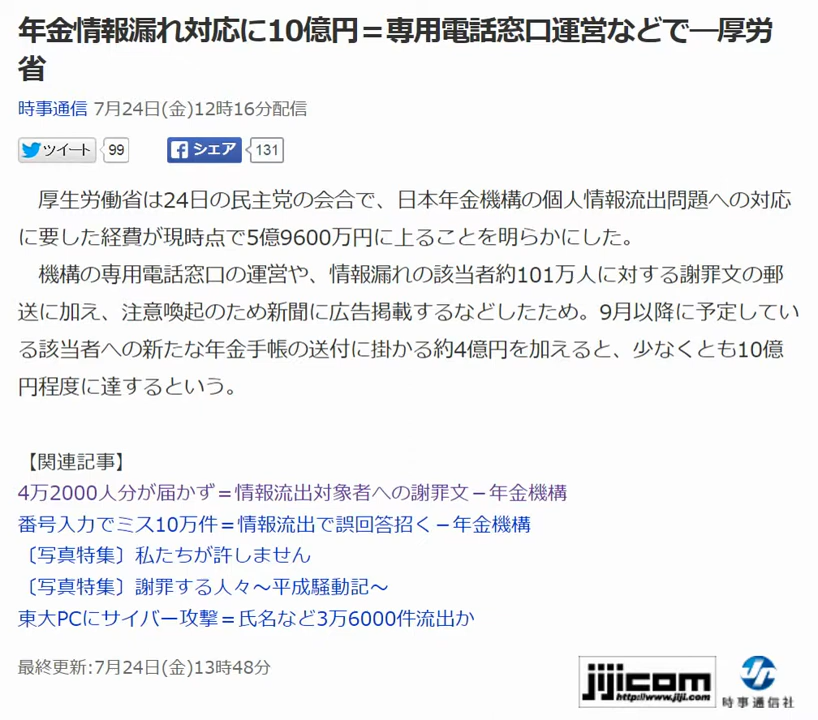 年金情報漏れ対応に10億円＝専用電話窓口運営などで―厚労
省
時事通信 7月24日(金)12時16分配信
ツイート 99 シェア 131
厚生労働省は24日の民主党の会合で、日本年金機構の個人情報流出問題への対応
に要した経費が現時点で5億9600万円に上ることを明らかにした。
機構の専用電話窓口の運営や、情報漏れの該当者約101万人に対する謝罪文の郵
送に加え、注意喚起のため新聞に広告掲載するなどしたため。9月以降に予定してい
る該当者への新たな年金手帳の送付に掛かる約4億円を加えると、少なくとも10億
円程度に達するという。
【関連記事】
4万2000人分が届かず＝情報流出対象者への謝罪文－年金機構
番号入力でミス10万件＝情報流出で誤回答招く－年金機構
〔写真特集〕私たちが許しません
〔写真特集〕謝罪する人々～平成騒動記～
東大PCにサイバー攻撃＝氏名など3万6000件流出か
最終更新:7月24日(金)13時48分
jijicom
http://www.jiji.com
時事通信社